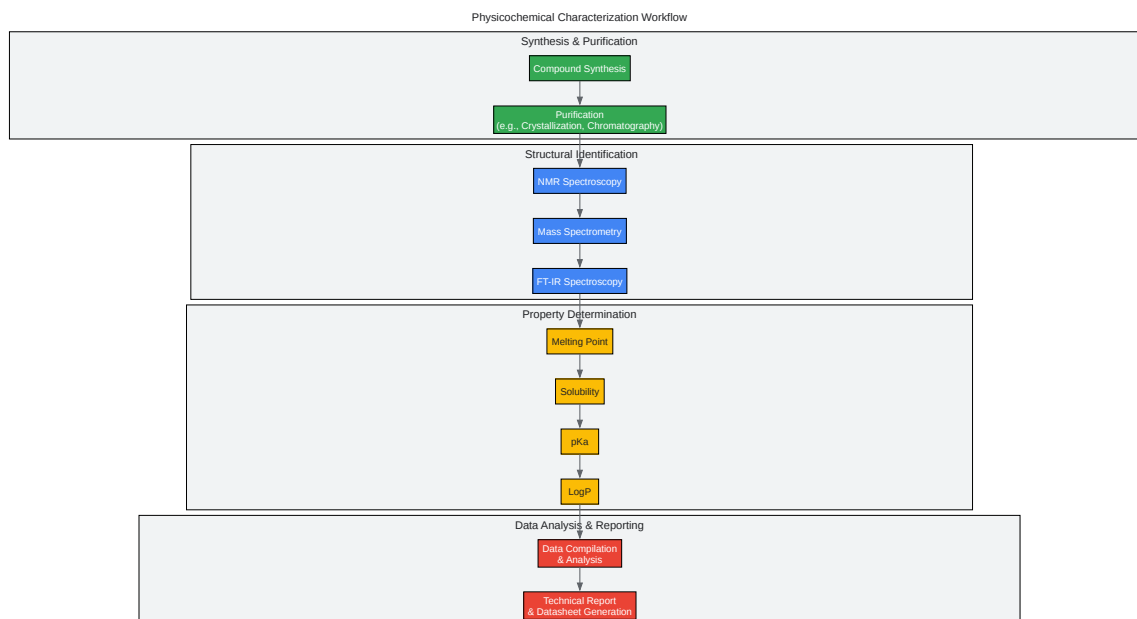 Physicochemical Characterization Workflow
Synthesis & Purification
Compound Synthesis
Purification
(e.g., Crystallization, Chromatography)
Structural Identification
NMR Spectroscopy
Mass Spectrometry
FT-IR Spectroscopy
Property Determination
Melting Point
Solubility
pKa
LogP
Data Analysis & Reporting
Data Compilation
& Analysis
Technical Report
& Datasheet Generation